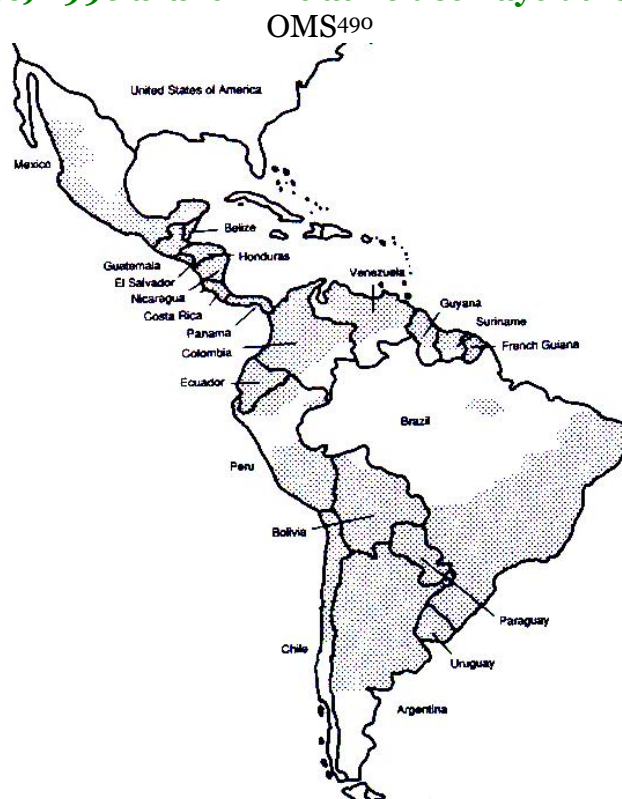 OMS490
United States of America
Mexico
Belize
Honduras
Guatemala
El Salvador
Nicaragua
Costa Rica
Panama
Colombia
Venezuela
Guyana
Suriname
French Guiana
Ecuador
Brazil
Peru
Bolivia
Paraguay
Chile
Uruguay
Argentina